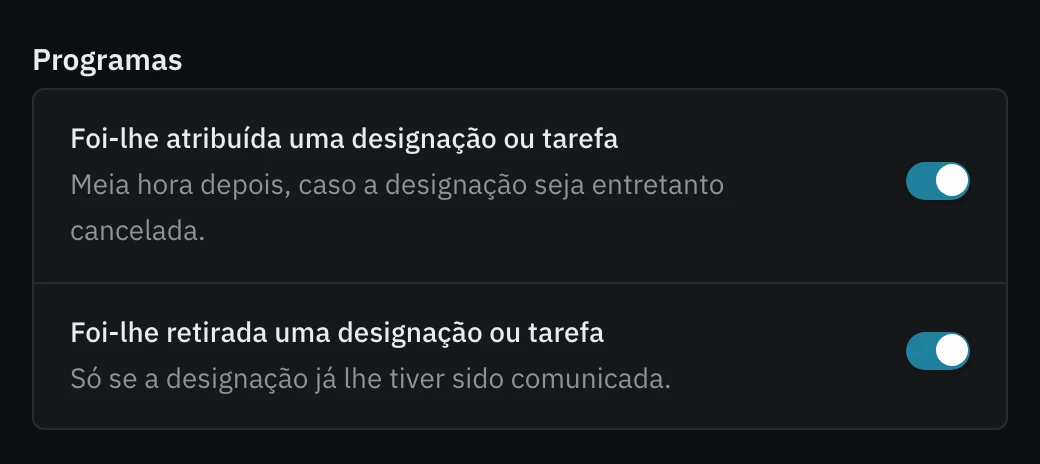 Programas
Foi-lhe atribuída uma designação ou tarefa
Meia hora depois, caso a designação seja entretanto
cancelada.
Foi-lhe retirada uma designação ou tarefa
Só se a designação já lhe tiver sido comunicada.